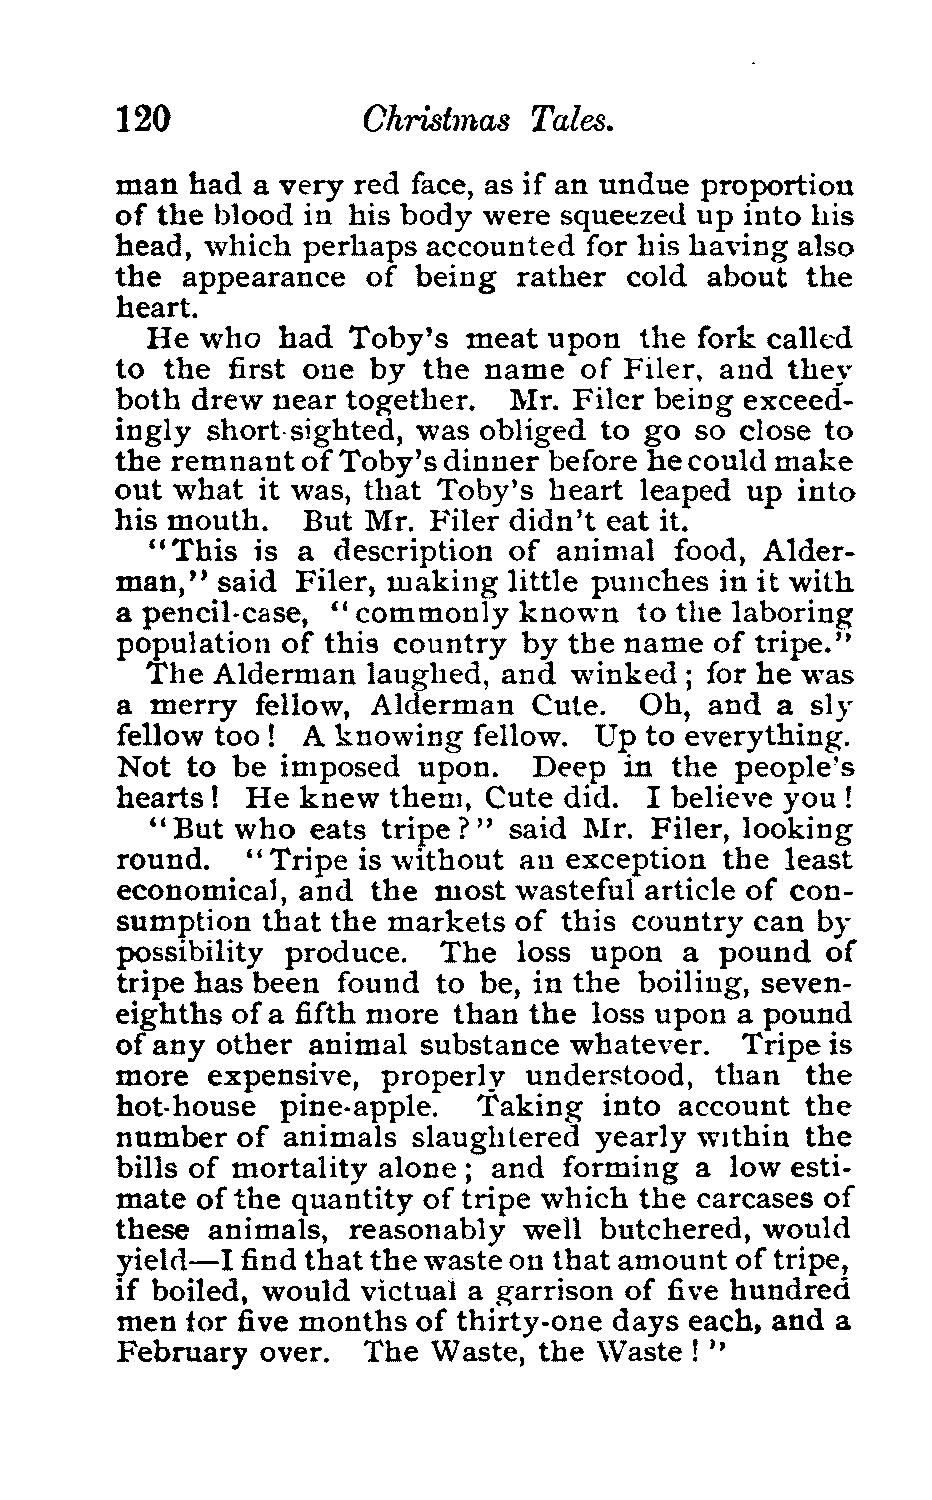 120 Christmas Tales.
man had a very red face, as if an undue proportion
of the blood in his body were squeezed up into his
head, which perhaps accounted for his having also
the appearance of being rather cold about the
heart.
He who had Toby's meat upon the fork called
to the first one by the name of Filer, and they
both drew near together. Mr. Filer being exceed-
ingly short-sighted, was obliged to go so close to
the remnant of Toby's dinner before he could make
out what it was, that Toby's heart leaped up into
his mouth. But Mr. Filer didn't eat it.
"This is a description of animal food, Alder-
man," said Filer, making little punches in it with
a pencil-case, "commonly known to the laboring
population of this country by the name of tripe."
The Alderman laughed, and winked; for he was
a merry fellow, Alderman Cute. Oh, and a sly
fellow too! A knowing fellow. Up to everything.
Not to be imposed upon. Deep in the people's
hearts! He knew them, Cute did. I believe you!
"But who eats tripe?" said Mr. Filer, looking
round. "Tripe is without an exception the least
economical, and the most wasteful article of con-
sumption that the markets of this country can by
possibility produce. The loss upon a pound of
tripe has been found to be, in the boiling, seven-
eighths of a fifth more than the loss upon a pound
of any other animal substance whatever. Tripe is
more expensive, properly understood, than the
hot-house pine-apple. Taking into account the
number of animals slaughtered yearly within the
bills of mortality alone; and forming a low esti-
mate of the quantity of tripe which the carcases of
these animals, reasonably well butchered, would
yield—I find that the waste on that amount of tripe,
if boiled, would victual a garrison of five hundred
men for five months of thirty-one days each, and a
February over. The Waste, the Waste!"